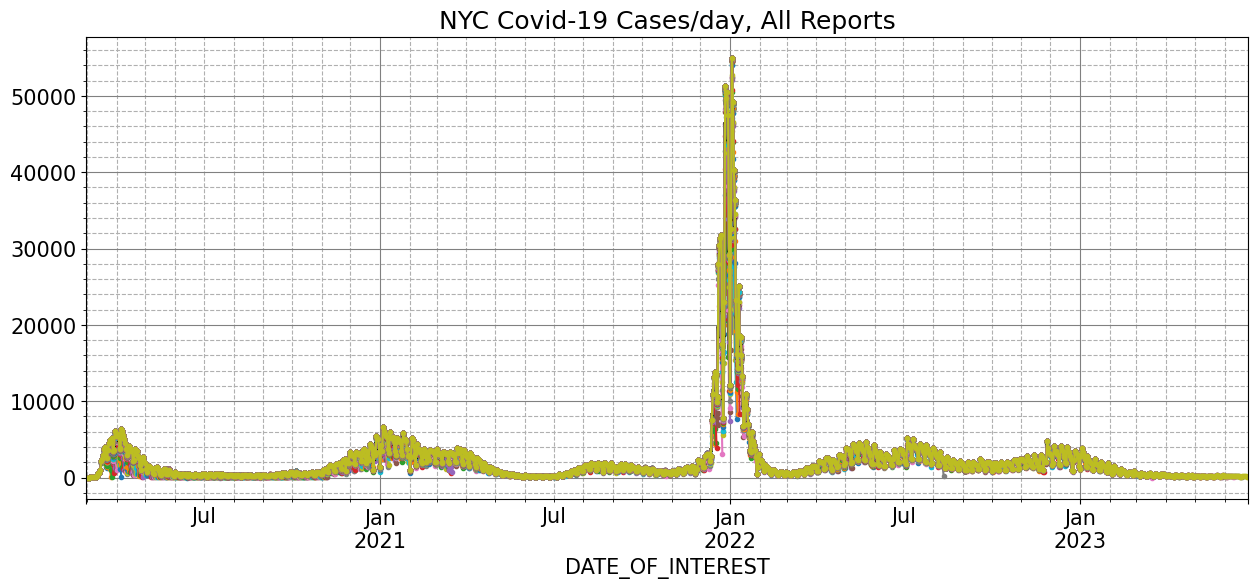 NYC Covid-19 Cases/day, All Reports
50000
40000
30000
20000
10000
0
Jul Jan Jul Jan Jul Jan
2021 2022 2023
DATE_OF_INTEREST